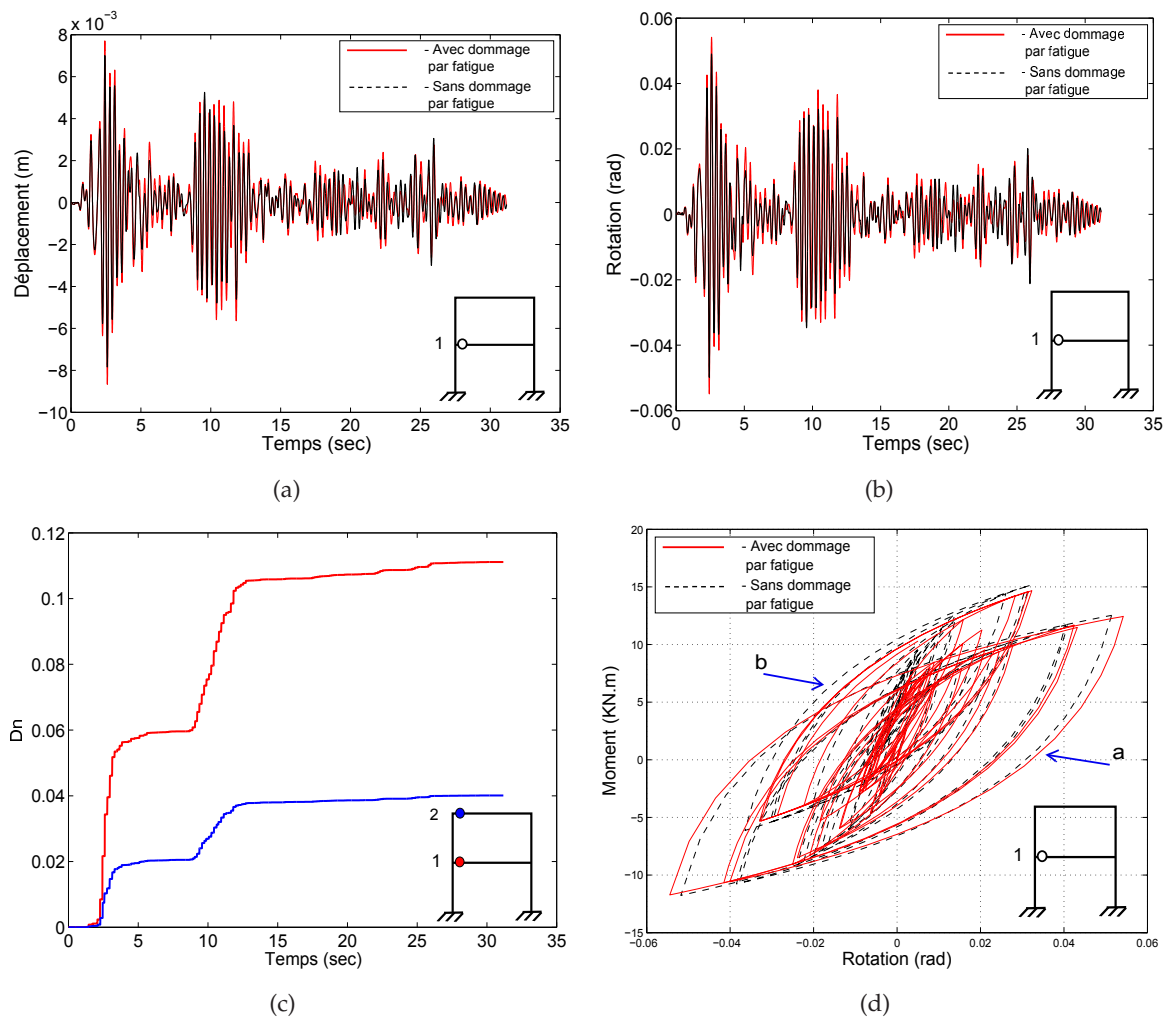 x 10⁻³
8
6
4
2
0
−2
−4
−6
−8
−10
Déplacement (m)
- Avec dommage
par fatigue
- Sans dommage
par fatigue
1
0 5 10 15 20 25 30 35
Temps (sec)
(a)
0.06
0.04
0.02
0
−0.02
−0.04
−0.06
Rotation (rad)
- Avec dommage
par fatigue
- Sans dommage
par fatigue
1
0 5 10 15 20 25 30 35
Temps (sec)
(b)
0.12
0.1
0.08
0.06
0.04
0.02
0
Dn
2
1
0 5 10 15 20 25 30 35
Temps (sec)
(c)
20
15
10
5
0
−5
−10
−15
Moment (KN.m)
- Avec dommage
par fatigue
- Sans dommage
par fatigue
b
a
1
−0.06 −0.04 −0.02 0 0.02 0.04 0.06
Rotation (rad)
(d)